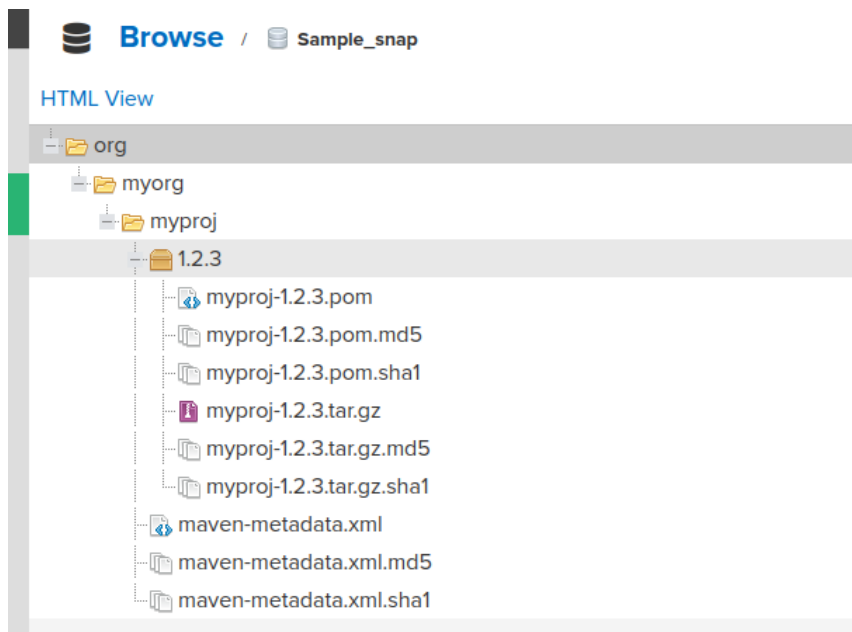 Browse / Sample_snap
HTML View
org
myorg
myproj
1.2.3
myproj-1.2.3.pom
myproj-1.2.3.pom.md5
myproj-1.2.3.pom.sha1
myproj-1.2.3.tar.gz
myproj-1.2.3.tar.gz.md5
myproj-1.2.3.tar.gz.sha1
maven-metadata.xml
maven-metadata.xml.md5
maven-metadata.xml.sha1